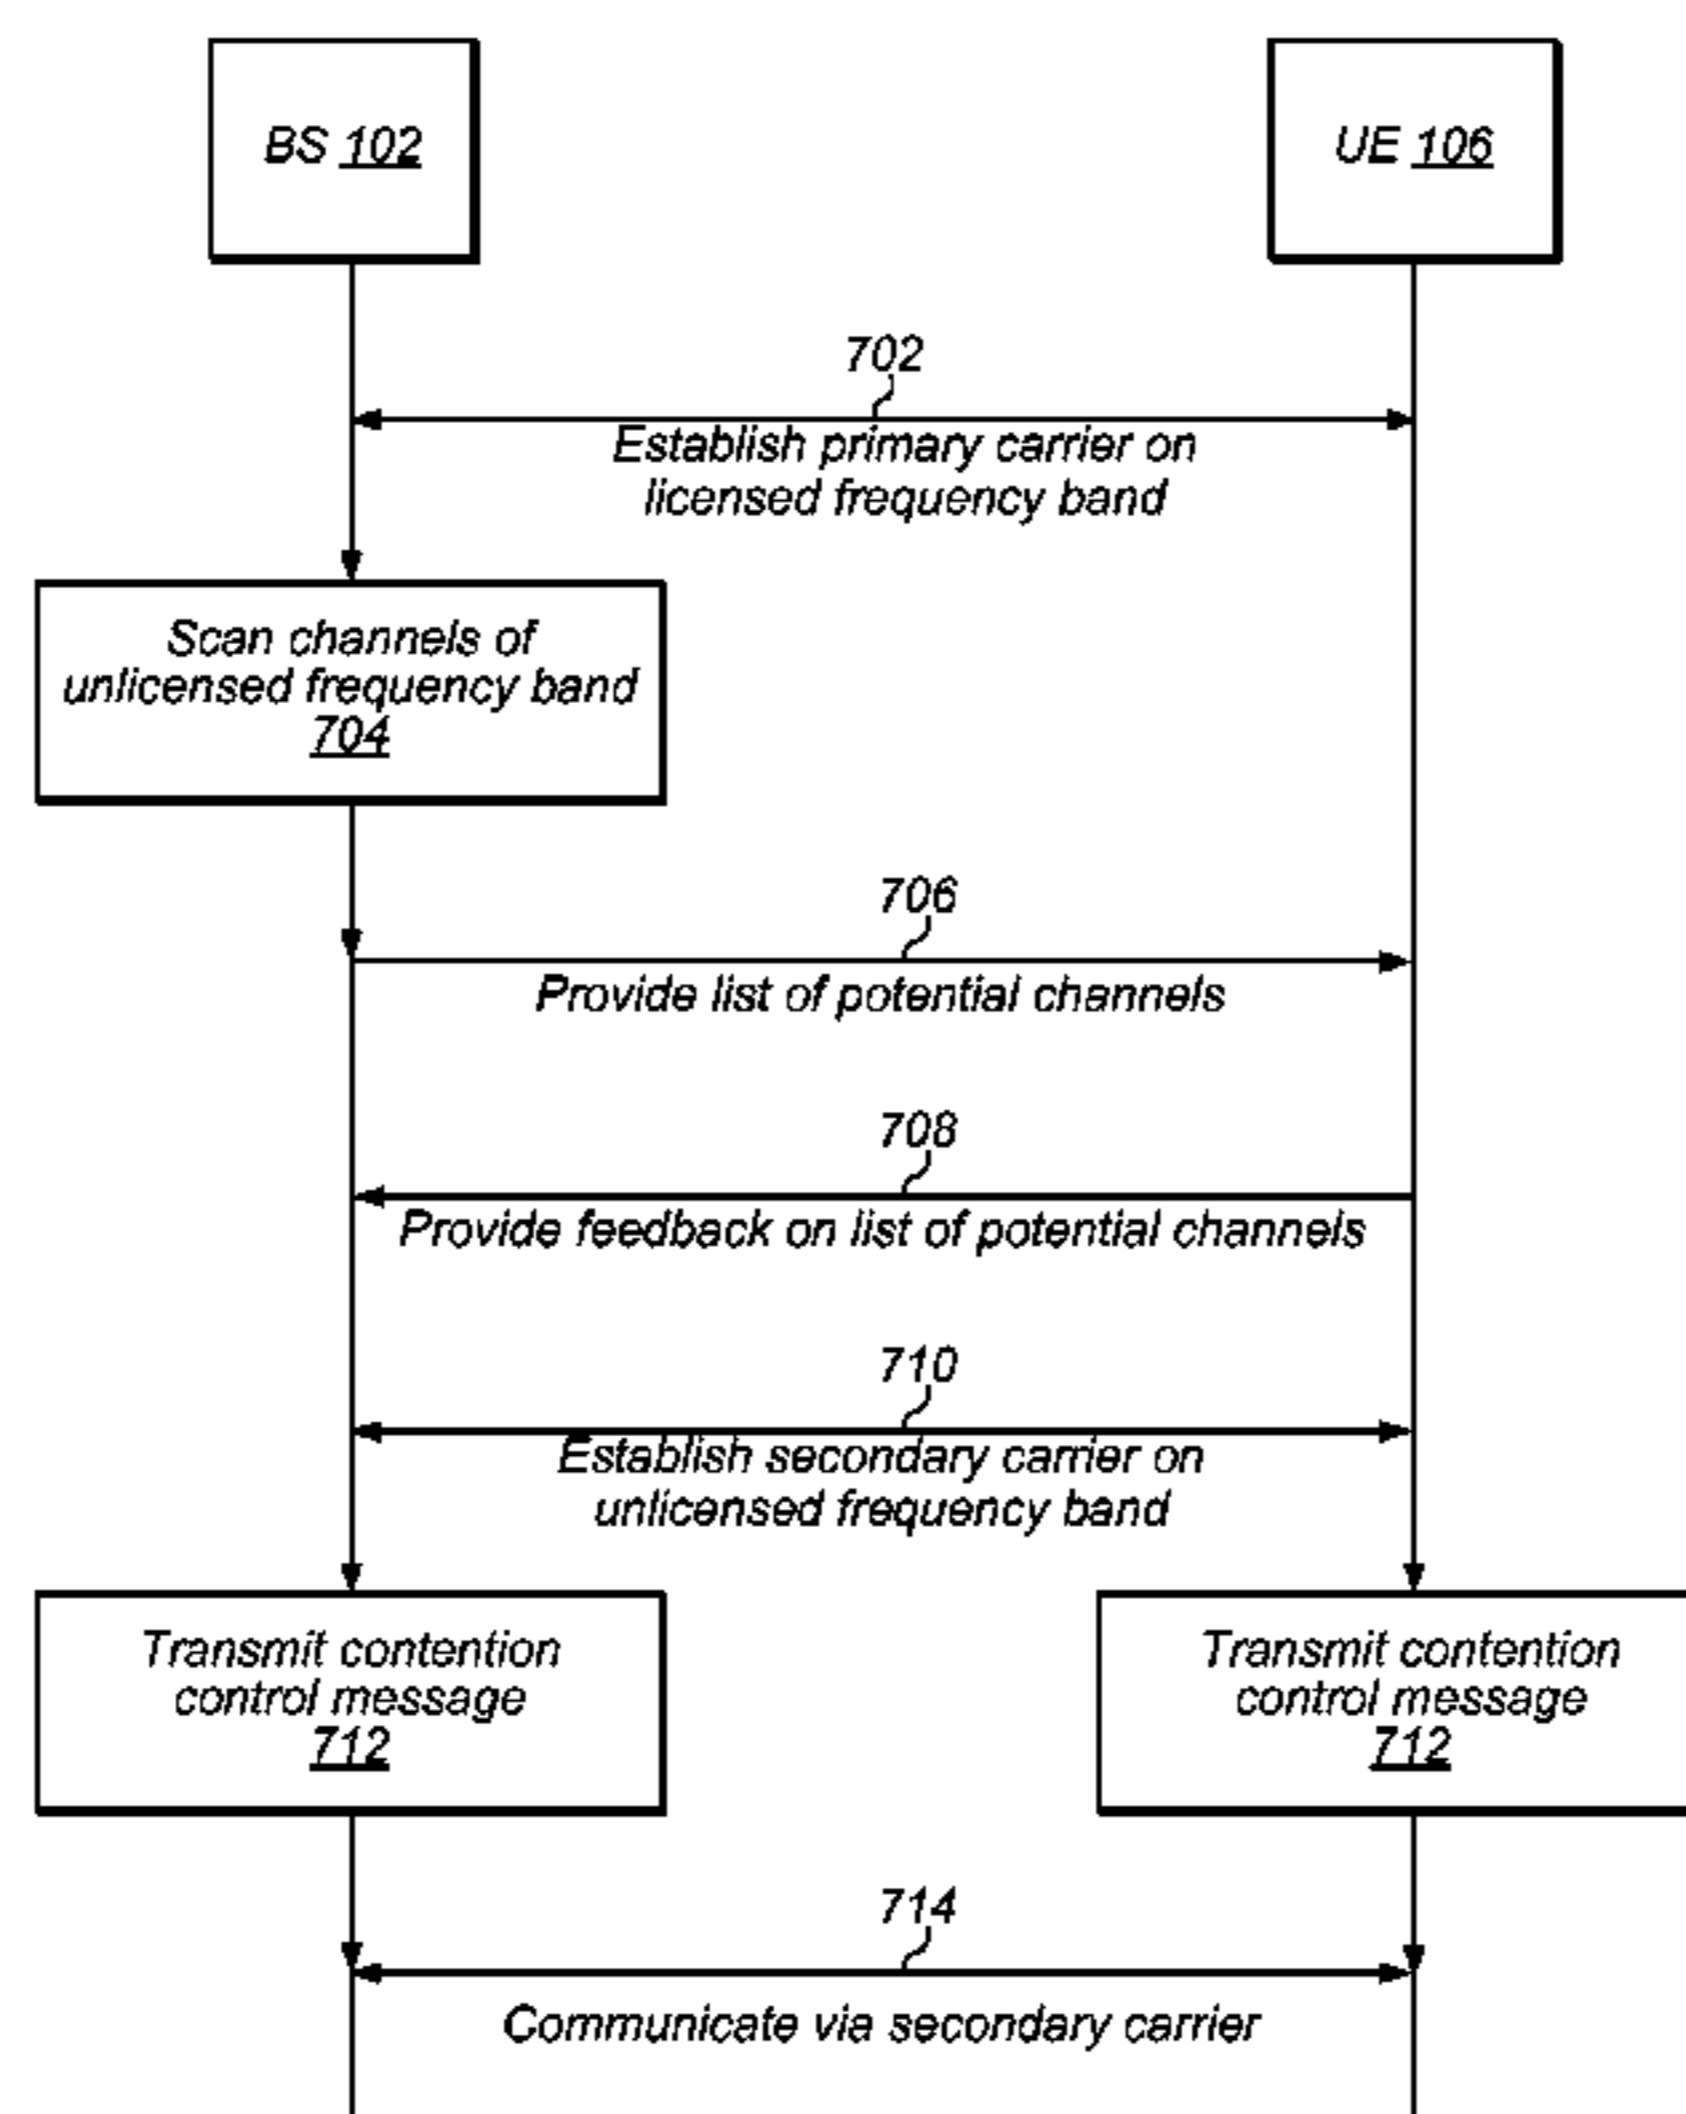 BS 102
UE 106
702
Establish primary carrier on
licensed frequency band
Scan channels of
unlicensed frequency band
704
706
Provide list of potential channels
708
Provide feedback on list of potential channels
710
Establish secondary carrier on
unlicensed frequency band
Transmit contention
control message
712
Transmit contention
control message
712
714
Communicate via secondary carrier